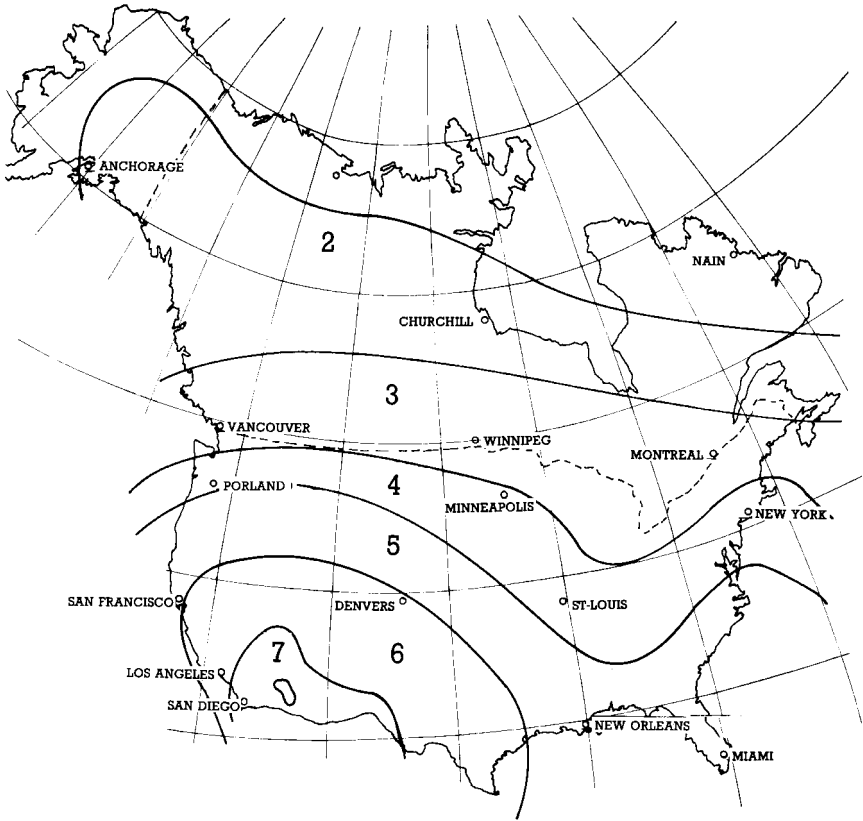 ANCHORAGE
2
NAIN
CHURCHILL
3
VANCOUVER
WINNIPEG
MONTREAL
PORLAND
4
MINNEAPOLIS
NEW YORK
5
SAN FRANCISCO
DENVERS
ST-LOUIS
7
6
LOS ANGELES
SAN DIEGO
NEW ORLEANS
MIAMI